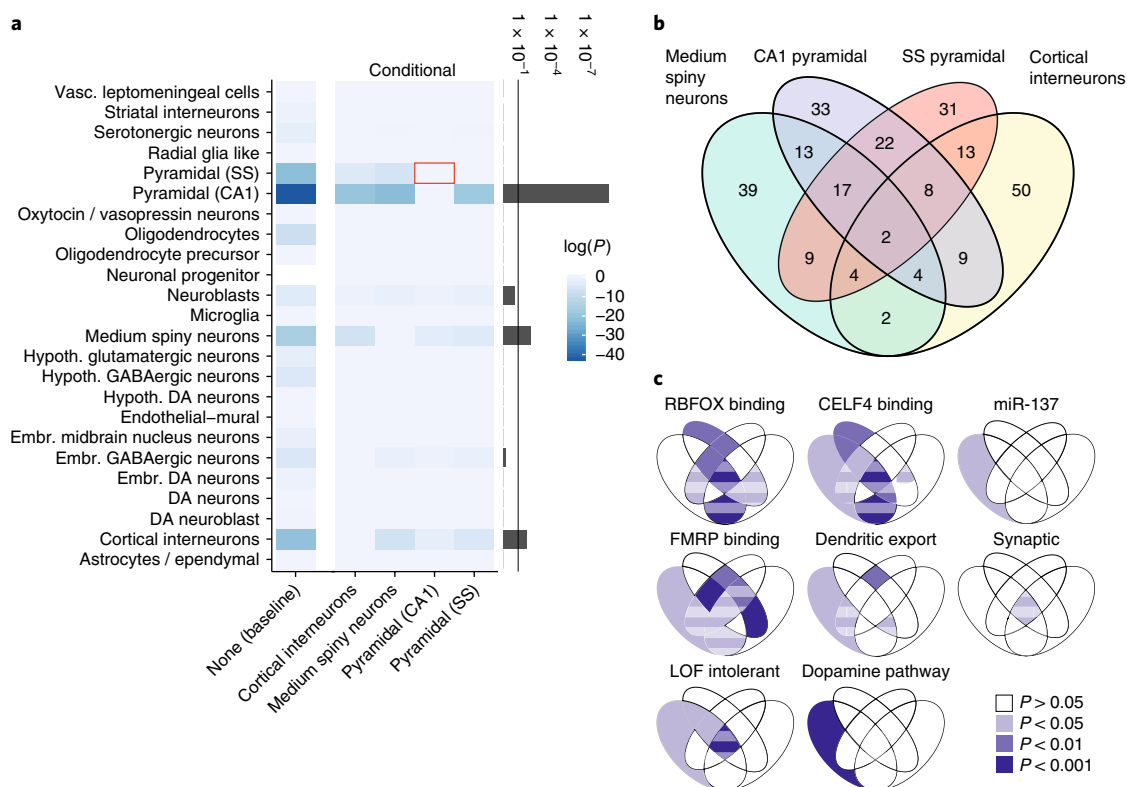 a
1 × 10⁻¹
1 × 10⁻⁴
1 × 10⁻⁷
Conditional
Vasc. leptomeningeal cells
Striatal interneurons
Serotonergic neurons
Radial glia like
Pyramidal (SS)
Pyramidal (CA1)
Oxytocin / vasopressin neurons
Oligodendrocytes
Oligodendrocyte precursor
Neuronal progenitor
Neuroblasts
Microglia
Medium spiny neurons
Hypoth. glutamatergic neurons
Hypoth. GABAergic neurons
Hypoth. DA neurons
Endothelial–mural
Embr. midbrain nucleus neurons
Embr. GABAergic neurons
Embr. DA neurons
DA neurons
DA neuroblast
Cortical interneurons
Astrocytes / ependymal
None (baseline)
Cortical interneurons
Medium spiny neurons
Pyramidal (CA1)
Pyramidal (SS)
log(P)
0
−10
−20
−30
−40
b
Medium
spiny
neurons
CA1 pyramidal
SS pyramidal
Cortical
interneurons
33
31
13
22
13
39
17
8
50
2
9
4
4
9
2
c
RBFOX binding
CELF4 binding
miR-137
FMRP binding
Dendritic export
Synaptic
LOF intolerant
Dopamine pathway
P > 0.05
P < 0.05
P < 0.01
P < 0.001